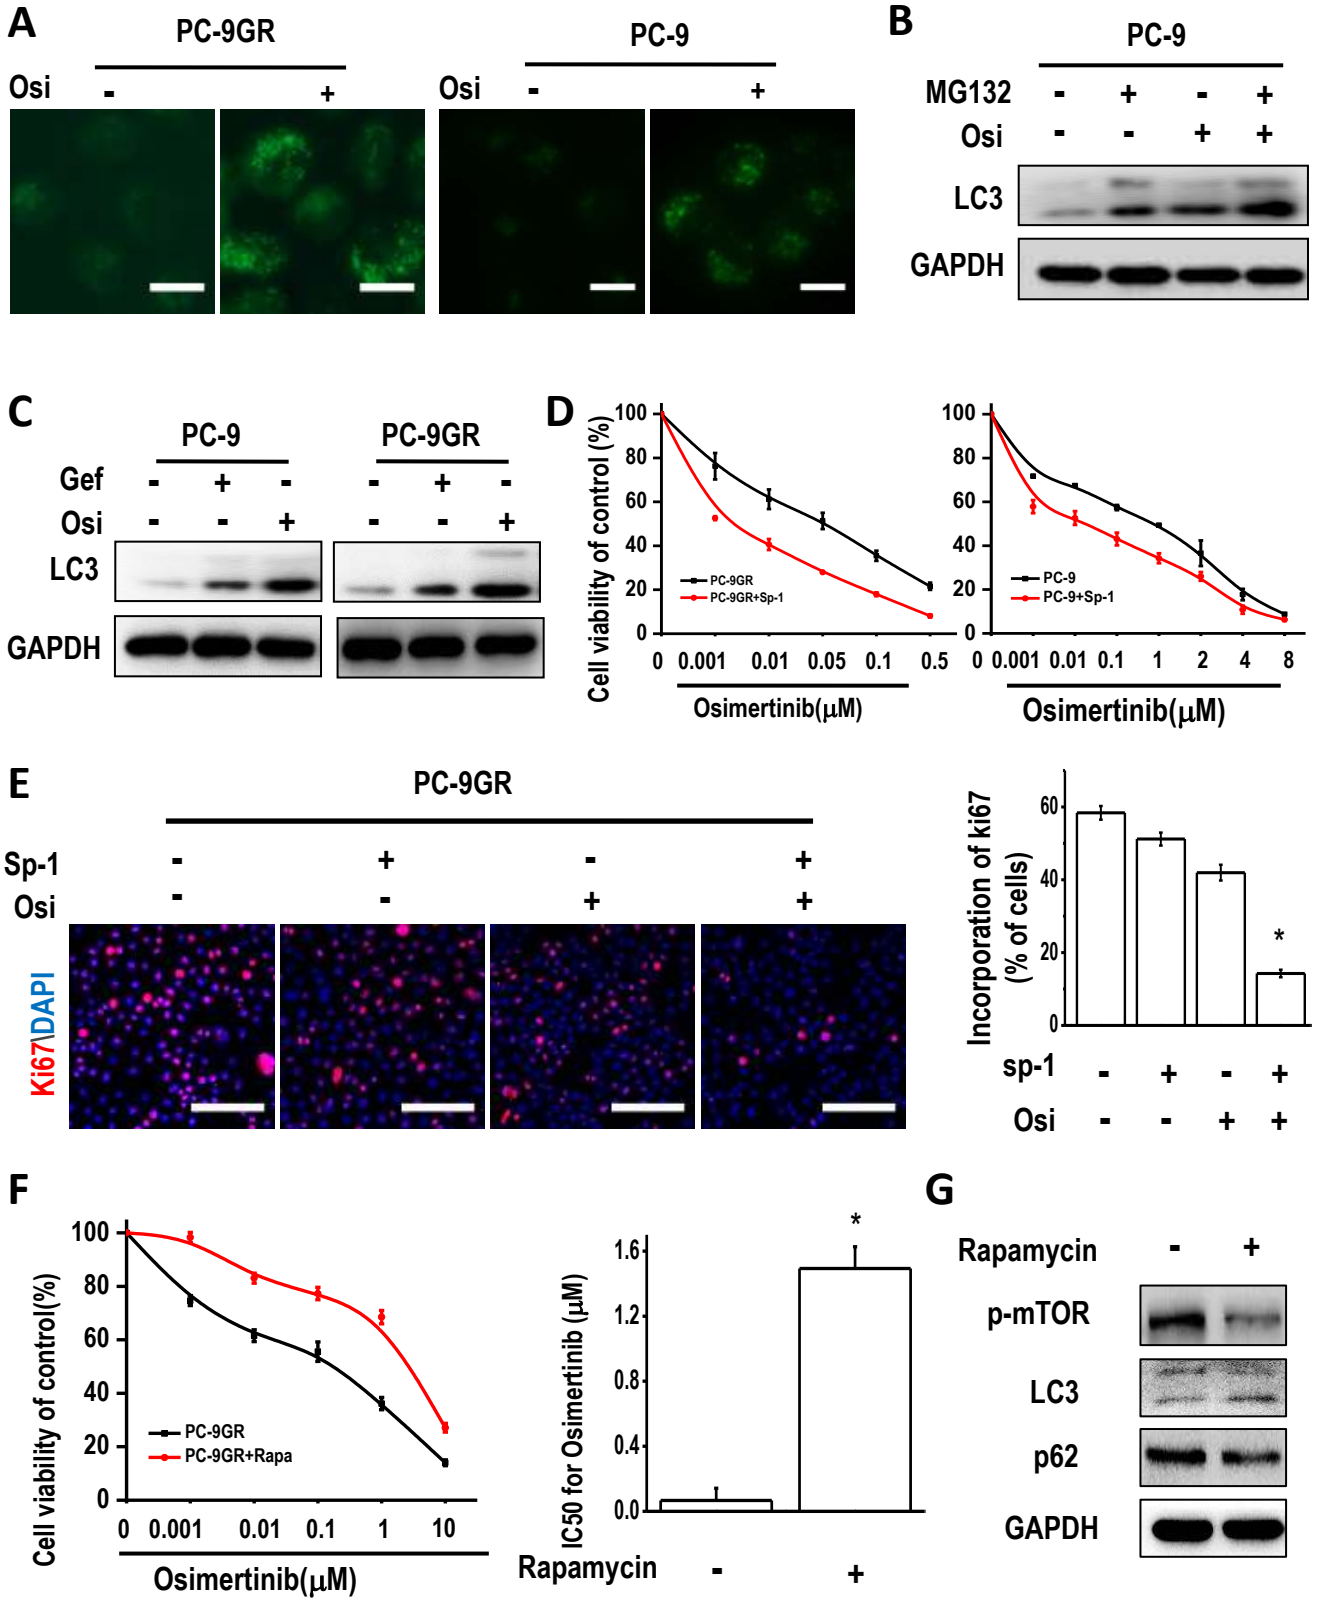 A
PC-9GR
PC-9
Osi - +
Osi - +
B
PC-9
MG132 - + - +
Osi - - + +
LC3
GAPDH
C
PC-9
PC-9GR
Gef - + - - + -
Osi - - + - - +
LC3
GAPDH
D
Cell viability of control (%)
100
80
60
40
20
0
PC-9GR
PC-9GR+Sp-1
0 0.001 0.01 0.05 0.1 0.5
Osimertinib(μM)
100
80
60
40
20
0
PC-9
PC-9+Sp-1
0 0.001 0.01 0.1 1 2 4 8
Osimertinib(μM)
E
PC-9GR
Sp-1 - + - +
Osi - - + +
Ki67\DAPI
Incorporation of ki67
(% of cells)
60
40
20
0
*
sp-1 - + - +
Osi - - + +
F
Cell viability of control(%)
100
80
60
40
20
0
PC-9GR
PC-9GR+Rapa
0 0.001 0.01 0.1 1 10
Osimertinib(μM)
IC50 for Osimertinib (μM)
1.6
1.2
0.8
0.4
0.0
*
Rapamycin - +
G
Rapamycin - +
p-mTOR
LC3
p62
GAPDH